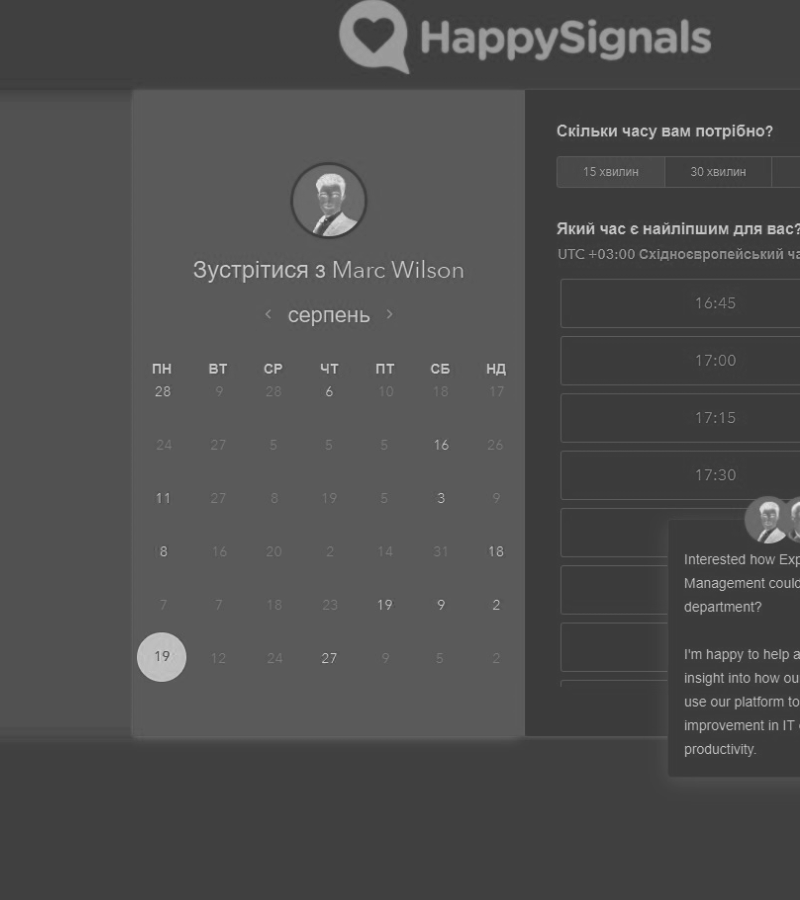 HappySignals
Зустрітися з Marc Wilson
серпень
ПН ВТ СР ЧТ ПТ СБ НД
28 9 28 6 10 18 17
24 27 5 5 5 16 26
11 27 8 19 5 3 9
8 16 20 2 14 31 18
7 7 18 23 19 9 2
19 12 24 27 9 5 2
Скільки часу вам потрібно?
15 хвилин 30 хвилин
Який час є найліпшим для вас?
UTC +03:00 Східноєвропейський ча
16:45
17:00
17:15
17:30
Interested how Exp
Management could
department?
I'm happy to help a
insight into how ou
use our platform to
improvement in IT
productivity.